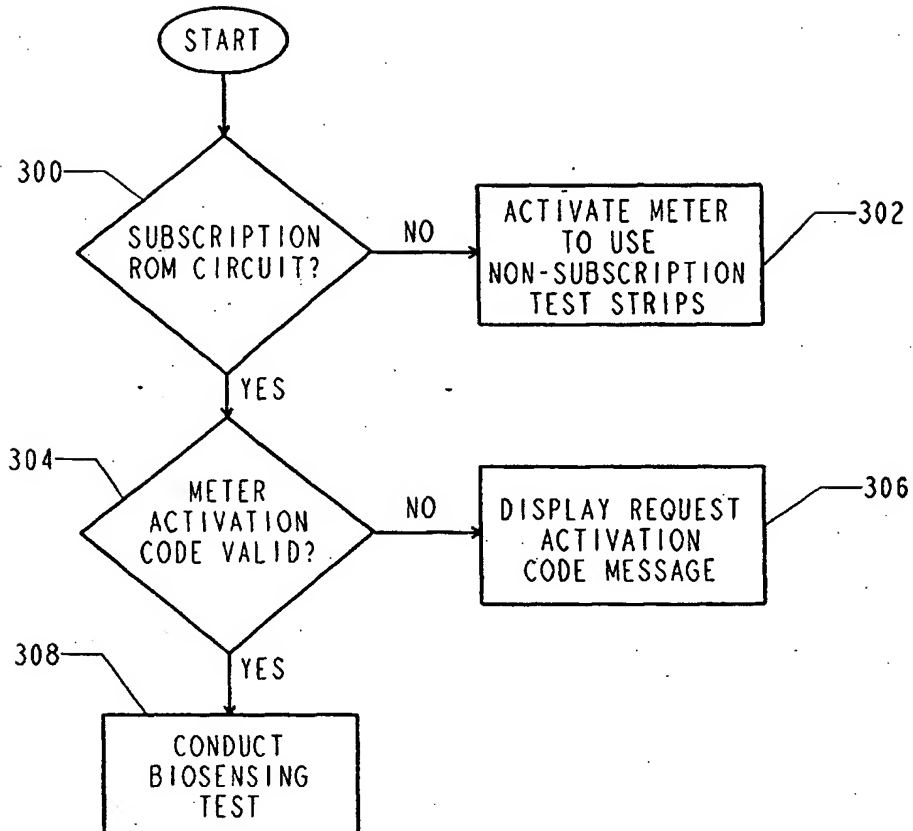 START
300
SUBSCRIPTION
ROM CIRCUIT?
NO
ACTIVATE METER
TO USE
NON-SUBSCRIPTION
TEST STRIPS
302
YES
304
METER
ACTIVATION
CODE VALID?
NO
DISPLAY REQUEST
ACTIVATION
CODE MESSAGE
306
YES
308
CONDUCT
BIOSENSING
TEST